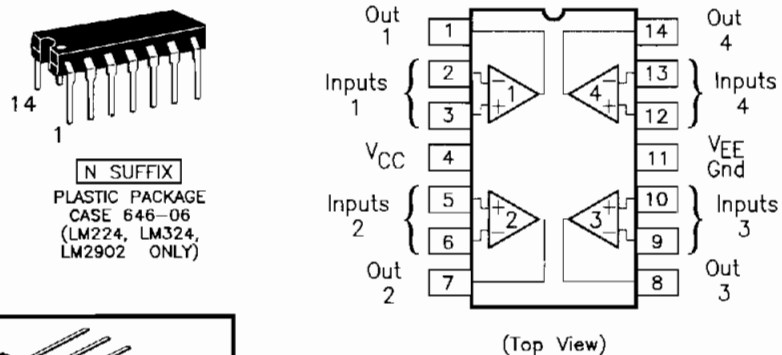 14
1
N SUFFIX
PLASTIC PACKAGE
CASE 646-06
(LM224, LM324,
LM2902 ONLY)
Out
1
1
14
Out
4
Inputs
1
2
3
-
+
1
4
-
+
13
12
Inputs
4
VCC
4
11
VEE
Gnd
Inputs
2
5
6
+
-
2
3
+
-
10
9
Inputs
3
Out
2
7
8
Out
3
(Top View)